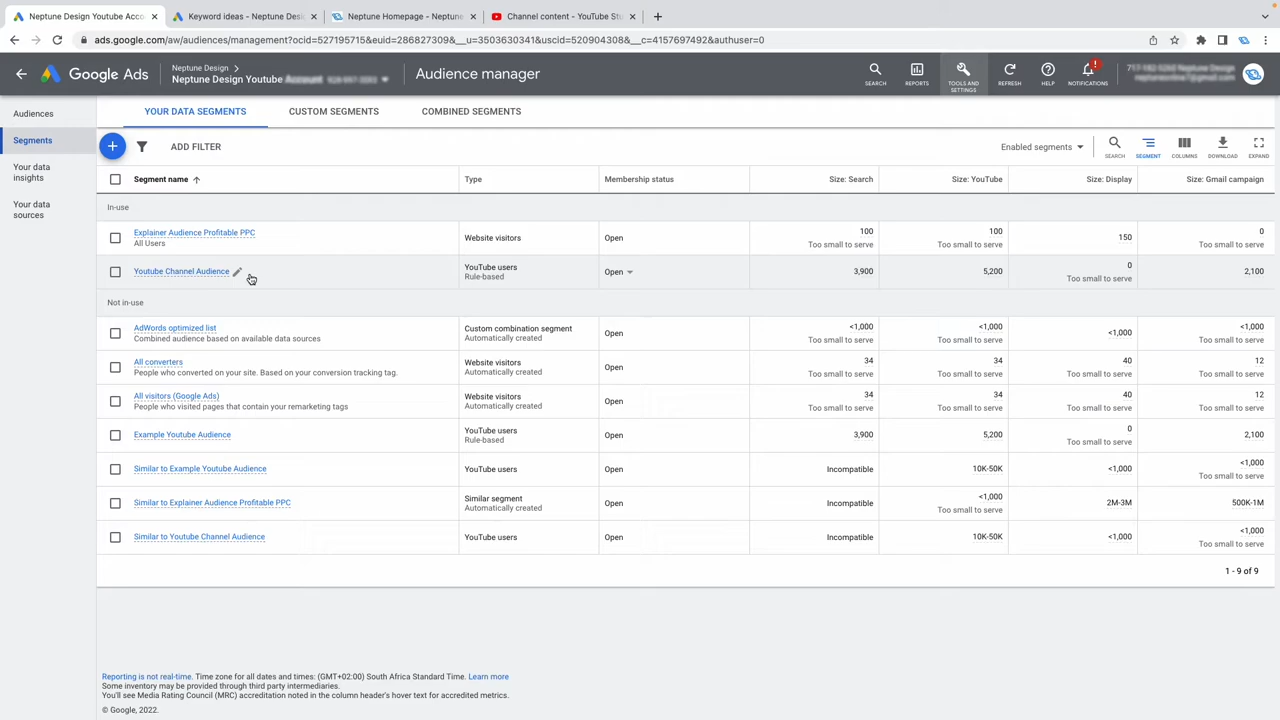 Neptune Design Youtube Acco
Keyword ideas - Neptune Desi
Neptune Homepage - Neptune
Channel content - YouTube Stu
ads.google.com/aw/audiences/management?ocid=527195715&euid=286827309&__u=3503630341&uscid=520904308&__c=4157697492&authuser=0
Google Ads
Neptune Design
Neptune Design Youtube Account
Audience manager
SEARCH
REPORTS
TOOLS AND SETTINGS
REFRESH
HELP
NOTIFICATIONS
!
Neptune Design
Audiences
Segments
Your data insights
Your data sources
YOUR DATA SEGMENTS
CUSTOM SEGMENTS
COMBINED SEGMENTS
ADD FILTER
Enabled segments
SEARCH
SEGMENT
COLUMNS
DOWNLOAD
EXPAND
Segment name Type Membership status Size: Search Size: YouTube Size: Display Size: Gmail campaign
In-use
Explainer Audience Profitable PPC Website visitors Open 100 100 150 0
All Users Too small to serve Too small to serve Too small to serve
Youtube Channel Audience YouTube users Open 3,900 5,200 0 2,100
Rule-based Too small to serve
Not in-use
AdWords optimized list Custom combination segment Open <1,000 <1,000 <1,000 <1,000
Combined audience based on available data sources Automatically created Too small to serve Too small to serve Too small to serve
All converters Website visitors Open 34 34 40 12
People who converted on your site. Based on your conversion tracking tag. Automatically created Too small to serve Too small to serve Too small to serve Too small to serve
All visitors (Google Ads) Website visitors Open 34 34 40 12
People who visited pages that contain your remarketing tags Automatically created Too small to serve Too small to serve Too small to serve Too small to serve
Example Youtube Audience YouTube users Open 3,900 5,200 0 2,100
Rule-based Too small to serve
Similar to Example Youtube Audience YouTube users Open Incompatible 10K-50K <1,000 <1,000
Too small to serve
Similar to Explainer Audience Profitable PPC Similar segment Open Incompatible <1,000 2M-3M 500K-1M
Automatically created Too small to serve
Similar to Youtube Channel Audience YouTube users Open Incompatible 10K-50K <1,000 <1,000
Too small to serve
1 - 9 of 9
Reporting is not real-time. Time zone for all dates and times: (GMT+02:00) South Africa Standard Time. Learn more
Some inventory may be provided through third party intermediaries.
You'll see Media Rating Council (MRC) accreditation noted in the column header's hover text for accredited metrics.
© Google, 2022.